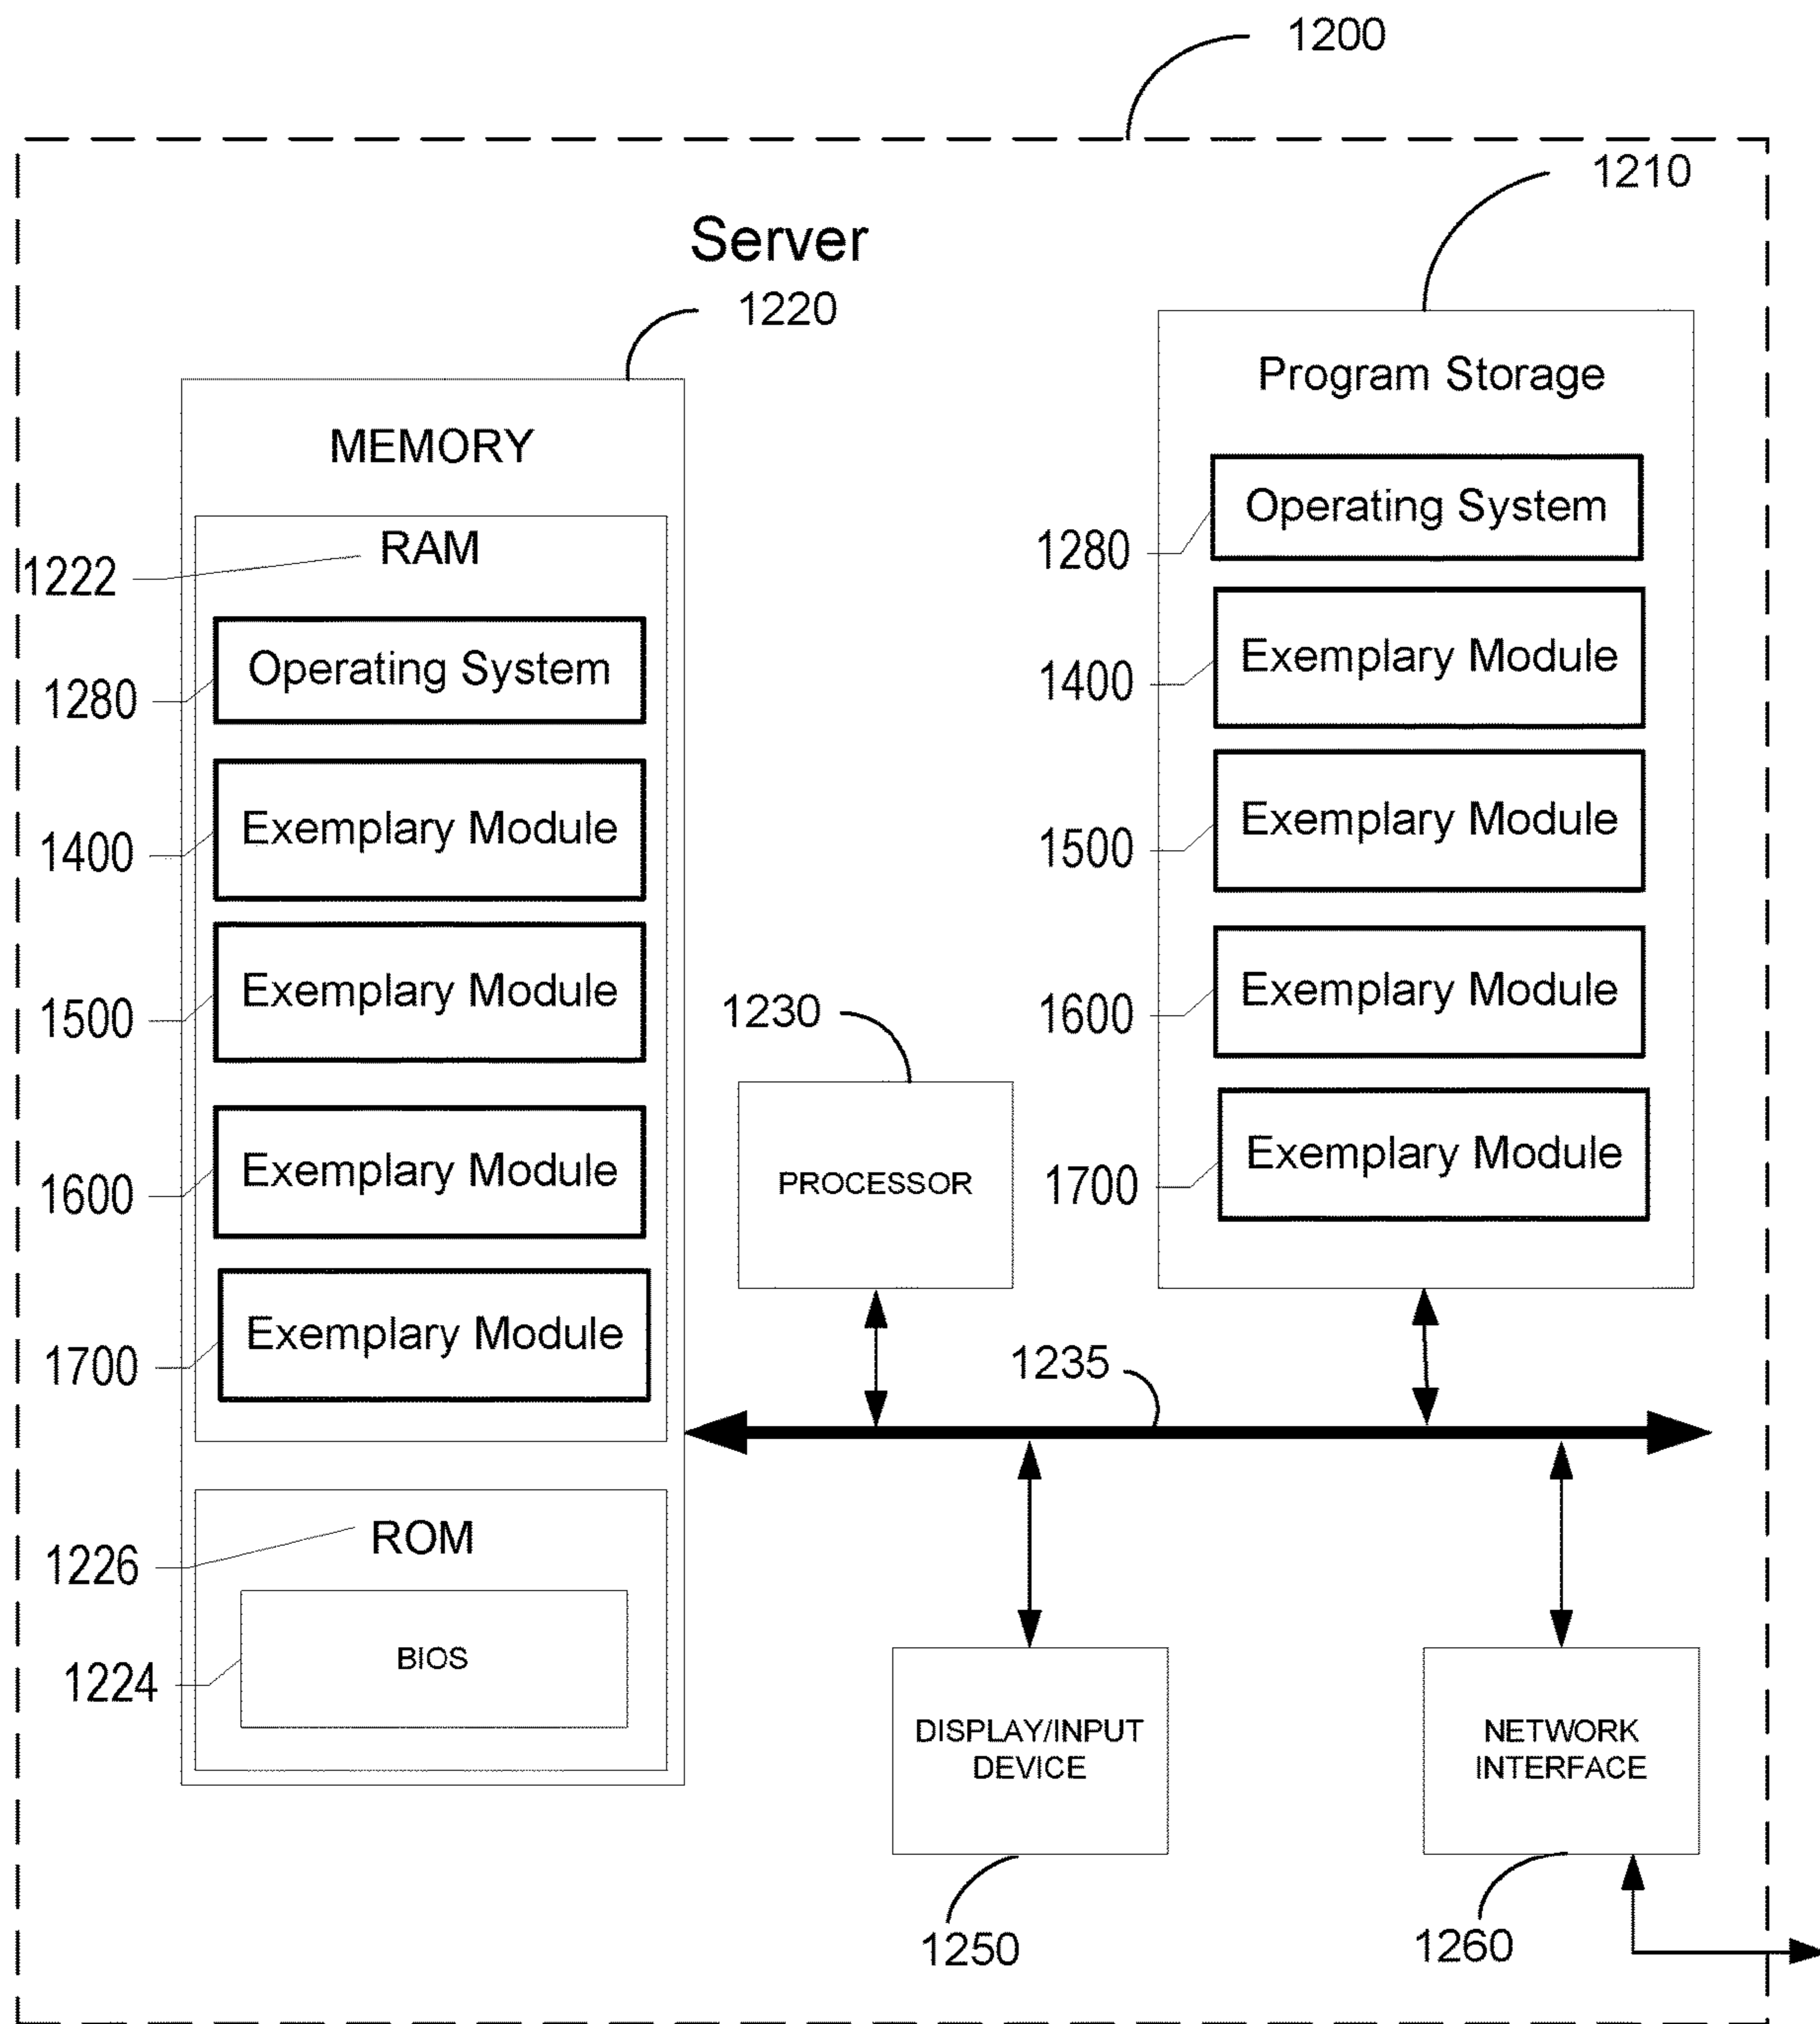 1200
1210
Server
1220
Program Storage
MEMORY
Operating System
1280
RAM
1222
Exemplary Module
1400
Operating System
1280
Exemplary Module
1500
Exemplary Module
1400
Exemplary Module
1600
Exemplary Module
1500
1230
Exemplary Module
1700
Exemplary Module
1600
PROCESSOR
Exemplary Module
1700
1235
ROM
1226
BIOS
1224
DISPLAY/INPUT
DEVICE
NETWORK
INTERFACE
1250
1260